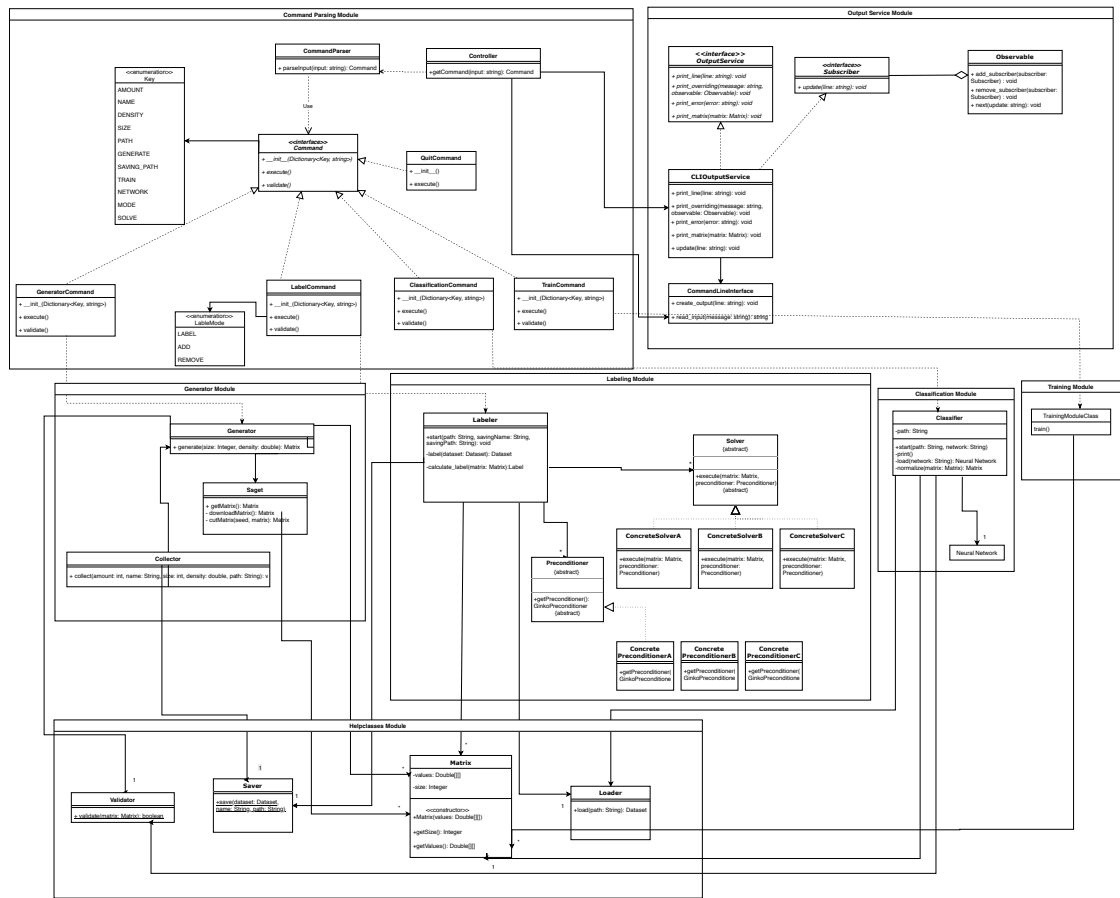 Command Parsing Module
CommandParser
+ parseInput(input: string): Command
Controller
+getCommand(input: string): Command
<<enumeration>>
Key
AMOUNT
NAME
DENSITY
SIZE
PATH
GENERATE
SAVING_PATH
TRAIN
NETWORK
MODE
SOLVE
Use
<<interface>>
Command
+ __init__(Dictionary<Key, string>)
+ execute()
+ validate()
QuitCommand
+ __init__()
+ execute()
GeneratorCommand
+ __init_(Dictionary<Key, string>)
+ execute()
+ validate()
<<enumeration>>
LableMode
LABEL
ADD
REMOVE
LabelCommand
+ __init_(Dictionary<Key, string>)
+ execute()
+ validate()
ClassificationCommand
+ __init_(Dictionary<Key, string>)
+ execute()
+ validate()
TrainCommand
+ __init_(Dictionary<Key, string>)
+ execute()
+ validate()
Output Service Module
<<interface>>
OutputService
+ print_line(line: string): void
+ print_overriding(message: string,
observable: Observable): void
+ print_error(error: string): void
+ print_matrix(matrix: Matrix): void
<<interface>>
Subscriber
+ update(line: string): void
Observable
+ add_subscriber(subscriber:
Subscriber) : void
+ remove_subscriber(subscriber:
Subscriber) : void
+ next(update: string): void
CLIOutputService
+ print_line(line: string): void
+ print_overriding(message: string,
observable: Observable): void
+ print_error(error: string): void
+ print_matrix(matrix: Matrix): void
+ update(line: string): void
CommandLineInterface
+ create_output(line: string): void
+ read_input(message: string): string
Generator Module
Generator
+ generate(size: Integer, density: double): Matrix
Ssget
+ getMatrix(): Matrix
- downloadMatrix(): Matrix
- cutMatrix(seed, matrix): Matrix
Collector
+ collect(amount: int, name: String, size: int, density: double, path: String): v
Labeling Module
Labeler
+start(path: String, savingName: String,
savingPath: String): void
-label(dataset: Dataset): Dataset
-calculate_label(matrix: Matrix):Label
*
Solver
{abstract}
+execute(matrix: Matrix,
preconditioner: Preconditioner)
{abstract}
ConcreteSolverA
+execute(matrix: Matrix,
preconditioner:
Preconditioner)
ConcreteSolverB
+execute(matrix: Matrix,
preconditioner:
Preconditioner)
ConcreteSolverC
+execute(matrix: Matrix,
preconditioner:
Preconditioner)
*
Preconditioner
{abstract}
+getPreconditioner():
GinkoPreconditioner
{abstract}
Concrete
PreconditionerA
+getPreconditioner(
GinkoPreconditione
Concrete
PreconditionerB
+getPreconditioner(
GinkoPreconditione
Concrete
PreconditionerC
+getPreconditioner(
GinkoPreconditione
Classification Module
Classifier
-path: String
+start(path: String, network: String)
-print()
-load(network: String): Neural Network
-normalize(matrix: Matrix): Matrix
1
Neural Network
Training Module
TrainingModuleClass
train()
Helpclasses Module
1
Validator
+ validate(matrix: Matrix): boolean
1
Saver
+save(dataset: Dataset,
name: String, path: String),
1
*
*
*
Matrix
-values: Double[][]
-size: Integer
<<constructor>>
+Matrix(values: Double[][])
+getSize(): Integer
+getValues(): Double[][]
*
1
1
Loader
+load(path: String): Dataset